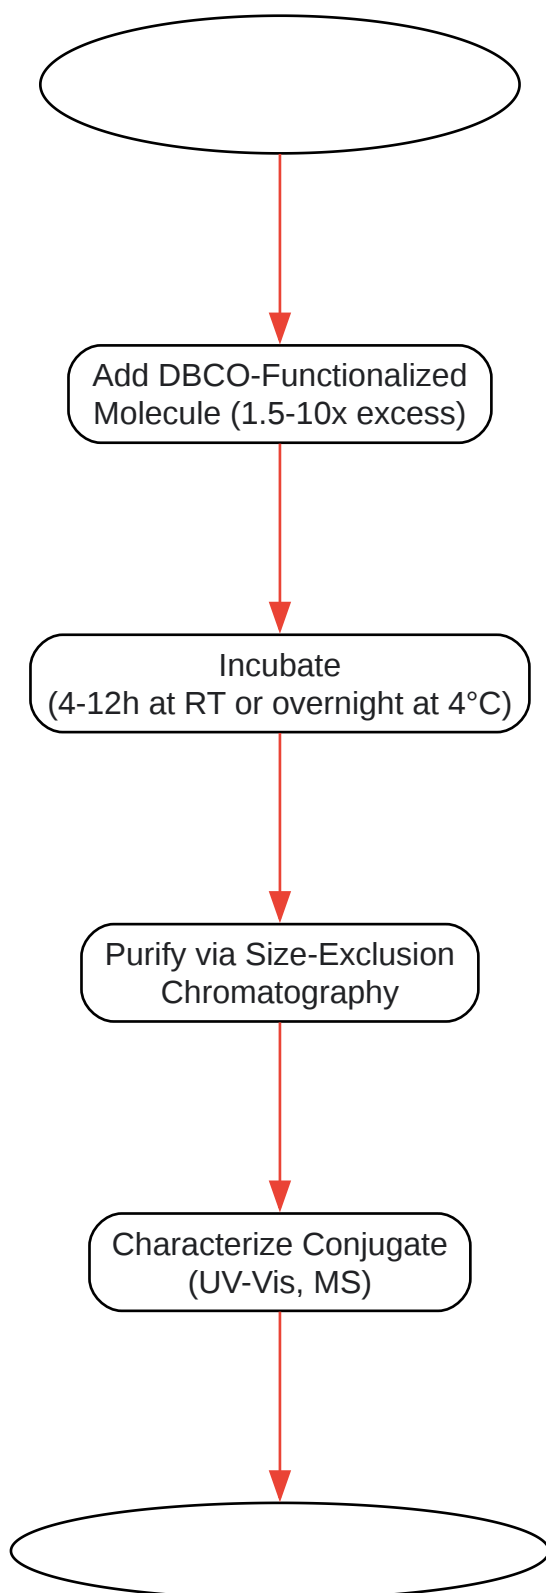 Add DBCO-Functionalized
Molecule (1.5-10x excess)
Incubate
(4-12h at RT or overnight at 4°C)
Purify via Size-Exclusion
Chromatography
Characterize Conjugate
(UV-Vis, MS)